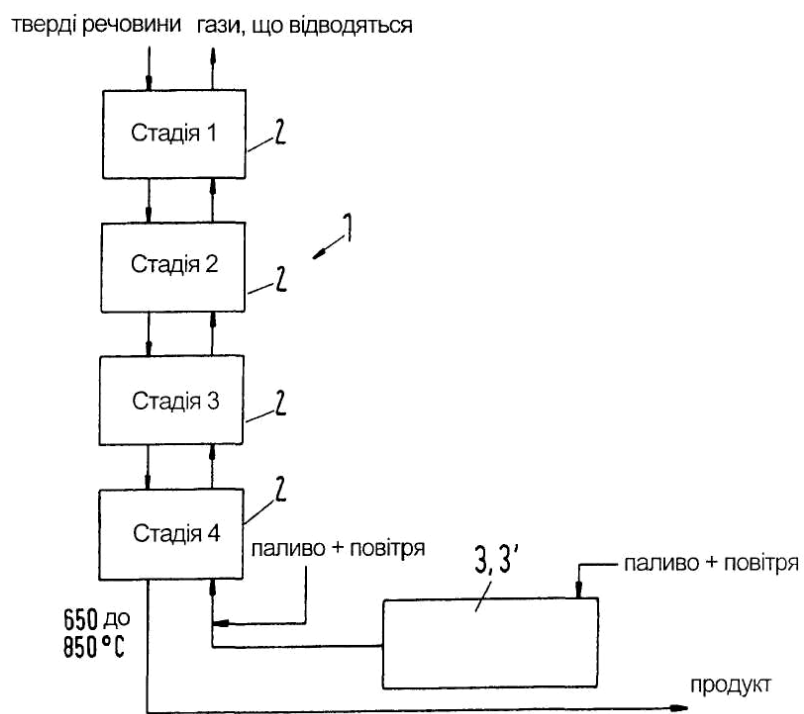 тверді речовини гази, що відводяться
Стадія 1
2
Стадія 2
2
1
Стадія 3
2
Стадія 4
2
паливо + повітря
3, 3'
паливо + повітря
650 до
850 °C
продукт